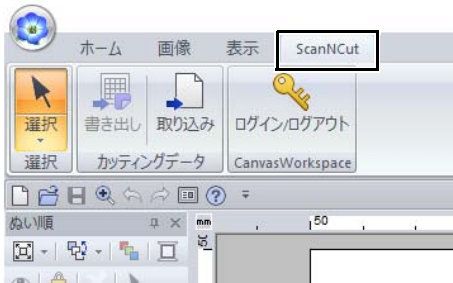 ホーム 画像 表示 ScanNCut
選択 書き出し 取り込み ログイン/ログアウト
選択 カッティングデータ CanvasWorkspace
ぬい順 mm 50
50